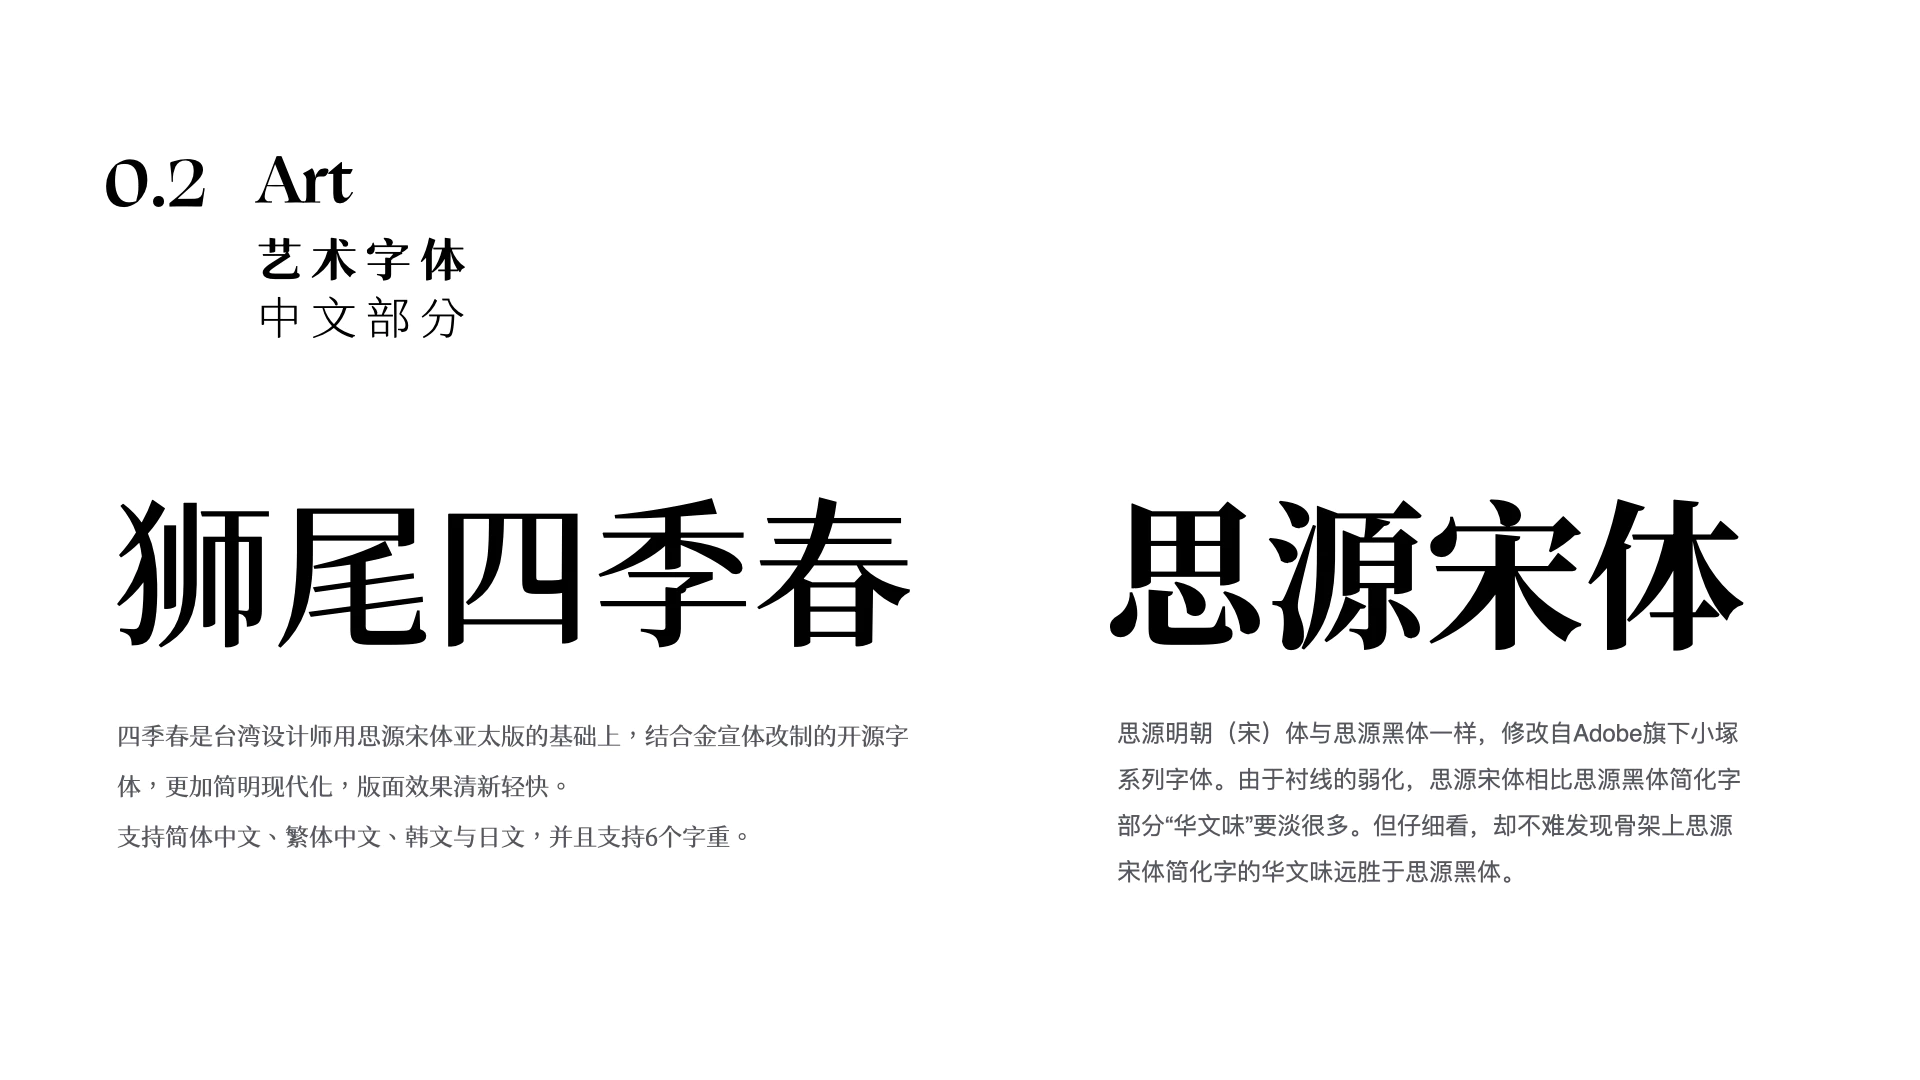 0.2 Art
艺术字体
中文部分
狮尾四季春
四季春是台湾设计师用思源宋体亚太版的基础上，结合金宣体改制的开源字
体，更加简明现代化，版面效果清新轻快。
支持简体中文、繁体中文、韩文与日文，并且支持6个字重。
思源宋体
思源明朝（宋）体与思源黑体一样，修改自Adobe旗下小塚
系列字体。由于衬线的弱化，思源宋体相比思源黑体简化字
部分“华文味”要淡很多。但仔细看，却不难发现骨架上思源
宋体简化字的华文味远胜于思源黑体。